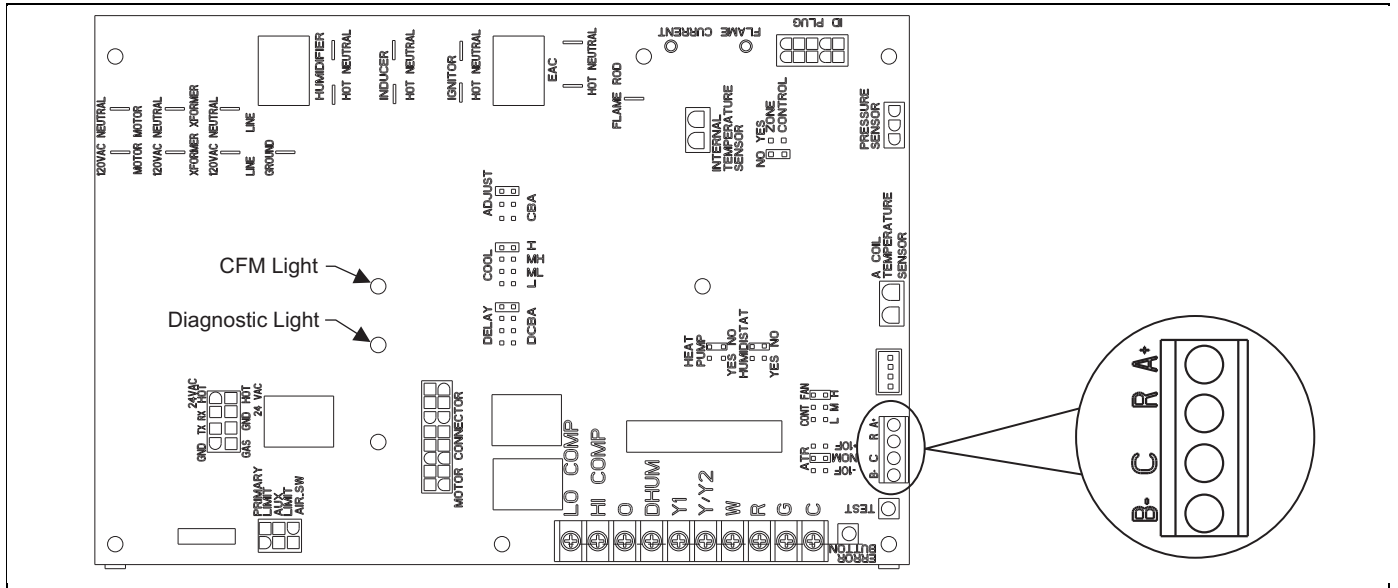 HUMIDIFIER
HOT NEUTRAL
INDUCER
HOT NEUTRAL
IGNITOR
HOT NEUTRAL
EAC
HOT NEUTRAL
FLAME ROD
FLAME CURRENT
ID PLUG
120VAC NEUTRAL
MOTOR MOTOR
120VAC NEUTRAL
XFORMER XFORMER
120VAC NEUTRAL
LINE LINE
GROUND
INTERNAL
TEMPERATURE
SENSOR
NO YES
ZONE
CONTROL
PRESSURE
SENSOR
ADJUST
CBA
COOL
L ML MH H
DELAY
DCBA
A COIL
TEMPERATURE
SENSOR
CFM Light
Diagnostic Light
HEAT
PUMP
YES NO
HUMIDISTAT
YES NO
24VAC
GND TX RX HOT
GAS GND HOT
24 VAC
MOTOR CONNECTOR
CONT FAN
L M H
ATR
-10F NOM +10F
B- C R A+
B- C R A+
PRIMARY
LIMIT
AUX
LIMIT
AIR.SW
LO COMP
HI COMP
O
DHUM
Y1
Y/Y2
W
R
G
C
TEST
ERROR
BUTTON